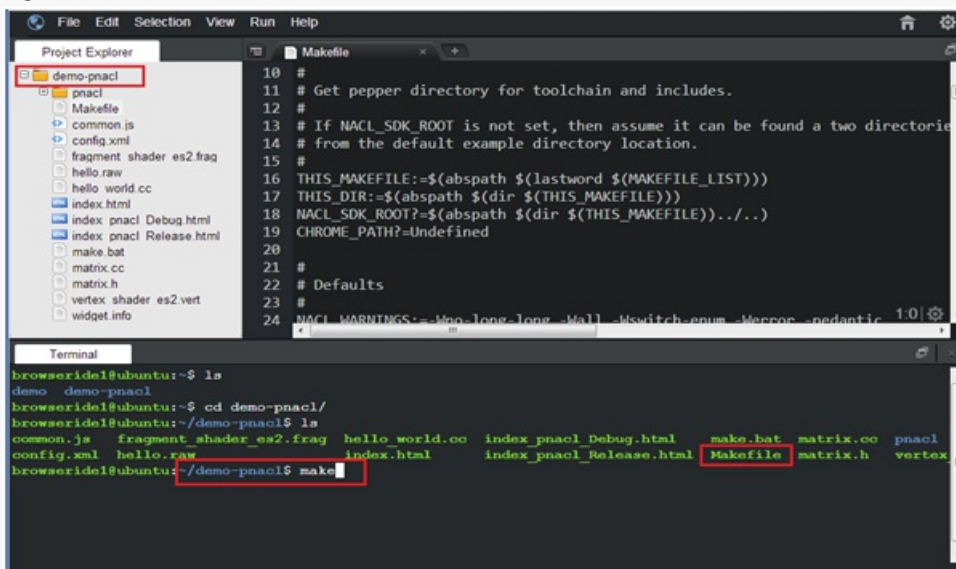 File Edit Selection View Run Help
Project Explorer
demo-pnacl
pnacl
Makefile
common.js
config.xml
fragment shader es2.frag
hello.raw
hello world.cc
index.html
index pnacl Debug.html
index pnacl Release.html
make.bat
matrix.cc
matrix.h
vertex shader es2.vert
widget.info
Makefile × +
10 #
11 # Get pepper directory for toolchain and includes.
12 #
13 # If NACL_SDK_ROOT is not set, then assume it can be found a two directorie
14 # from the default example directory location.
15 #
16 THIS_MAKEFILE:=$(abspath $(lastword $(MAKEFILE_LIST)))
17 THIS_DIR:=$(abspath $(dir $(THIS_MAKEFILE)))
18 NACL_SDK_ROOT?=$(abspath $(dir $(THIS_MAKEFILE))../..)
19 CHROME_PATH?=Undefined
20
21 #
22 # Defaults
23 #
24 NACL_WARNINGS:=-Wno-long-long -Wall -Wswitch-enum -Werror -pedantic
1:0
Terminal
browseride1@ubuntu:~$ ls
demo demo-pnacl
browseride1@ubuntu:~$ cd demo-pnacl/
browseride1@ubuntu:~/demo-pnacl$ ls
common.js fragment_shader_es2.frag hello_world.cc index_pnacl_Debug.html make.bat matrix.cc pnacl
config.xml hello.raw index.html index_pnacl_Release.html Makefile matrix.h vertex_
browseride1@ubuntu:~/demo-pnacl$ make